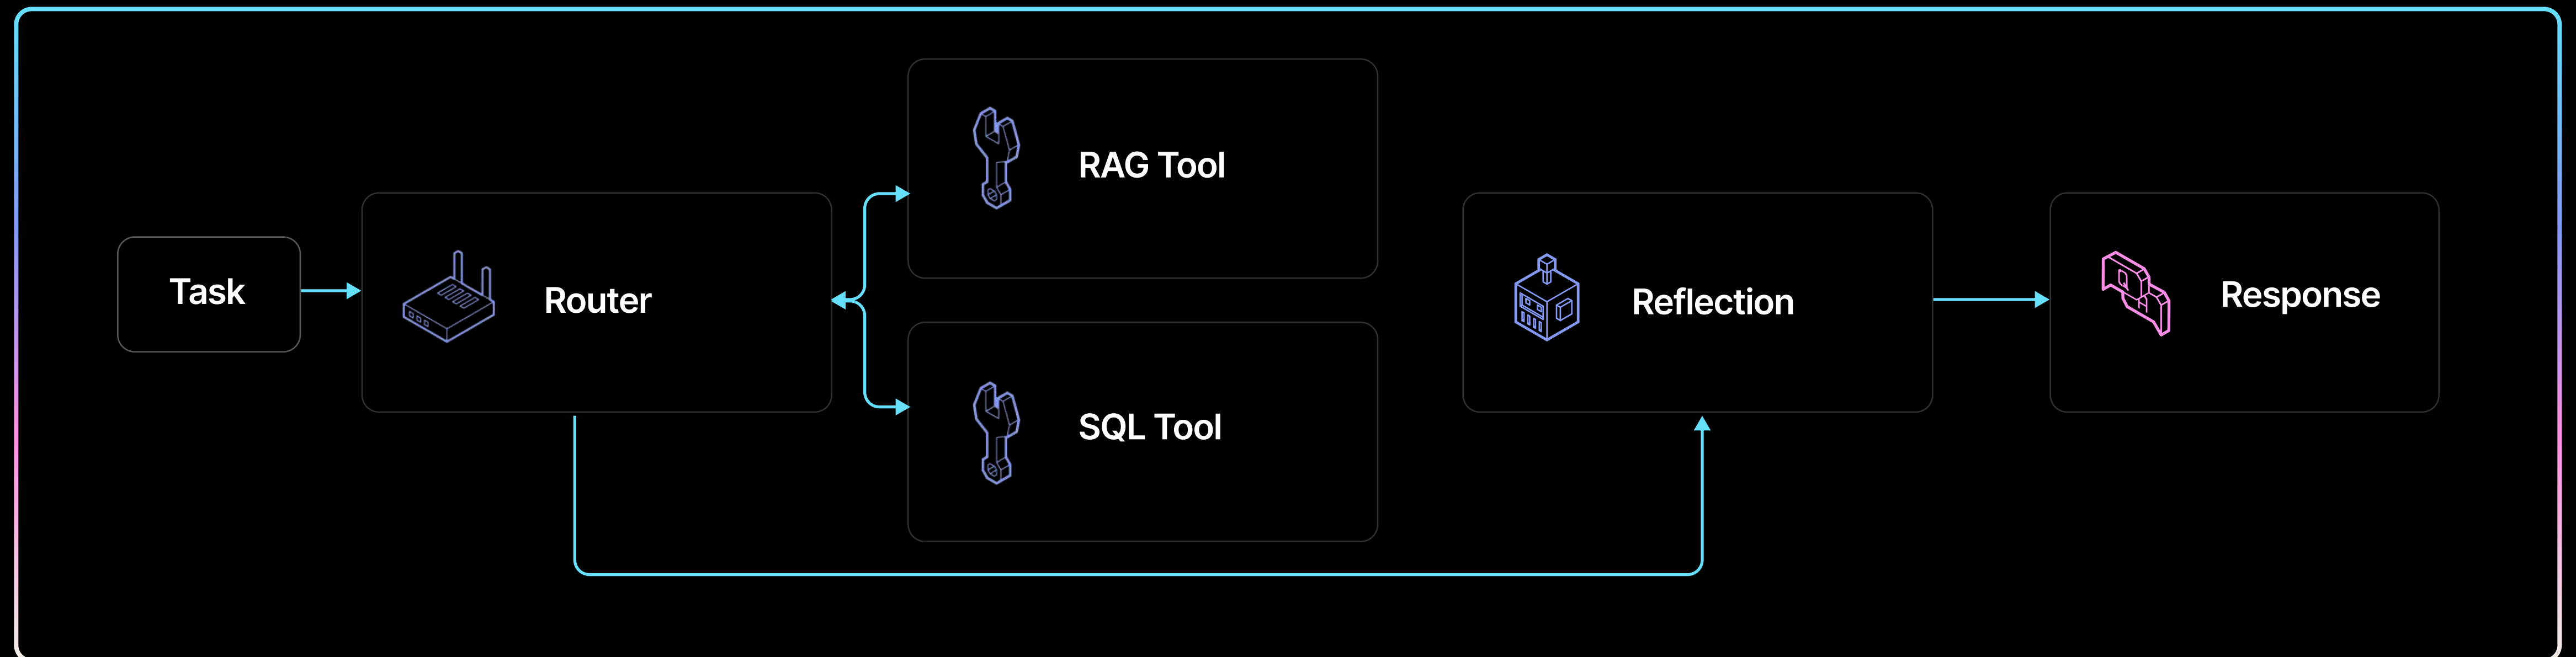 Task
Router
RAG Tool
SQL Tool
Reflection
Response